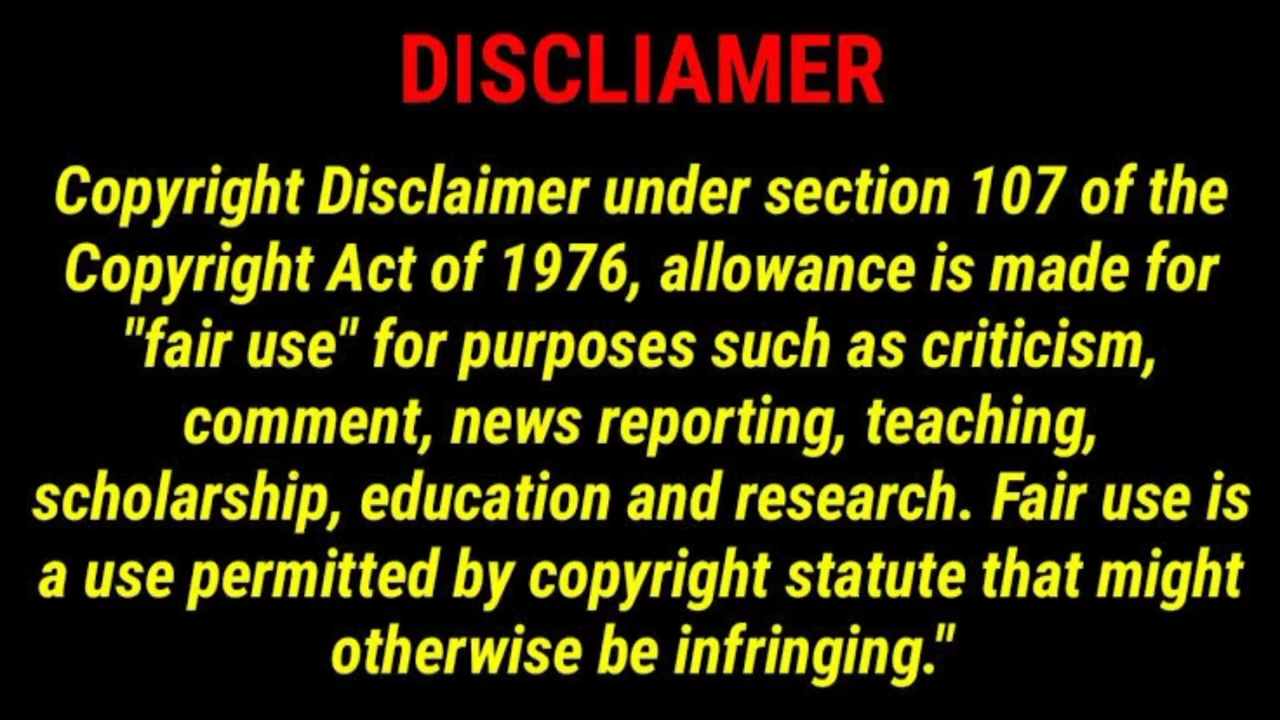 DISCLIAMER
Copyright Disclaimer under section 107 of the
Copyright Act of 1976, allowance is made for
"fair use" for purposes such as criticism,
comment, news reporting, teaching,
scholarship, education and research. Fair use is
a use permitted by copyright statute that might
otherwise be infringing."